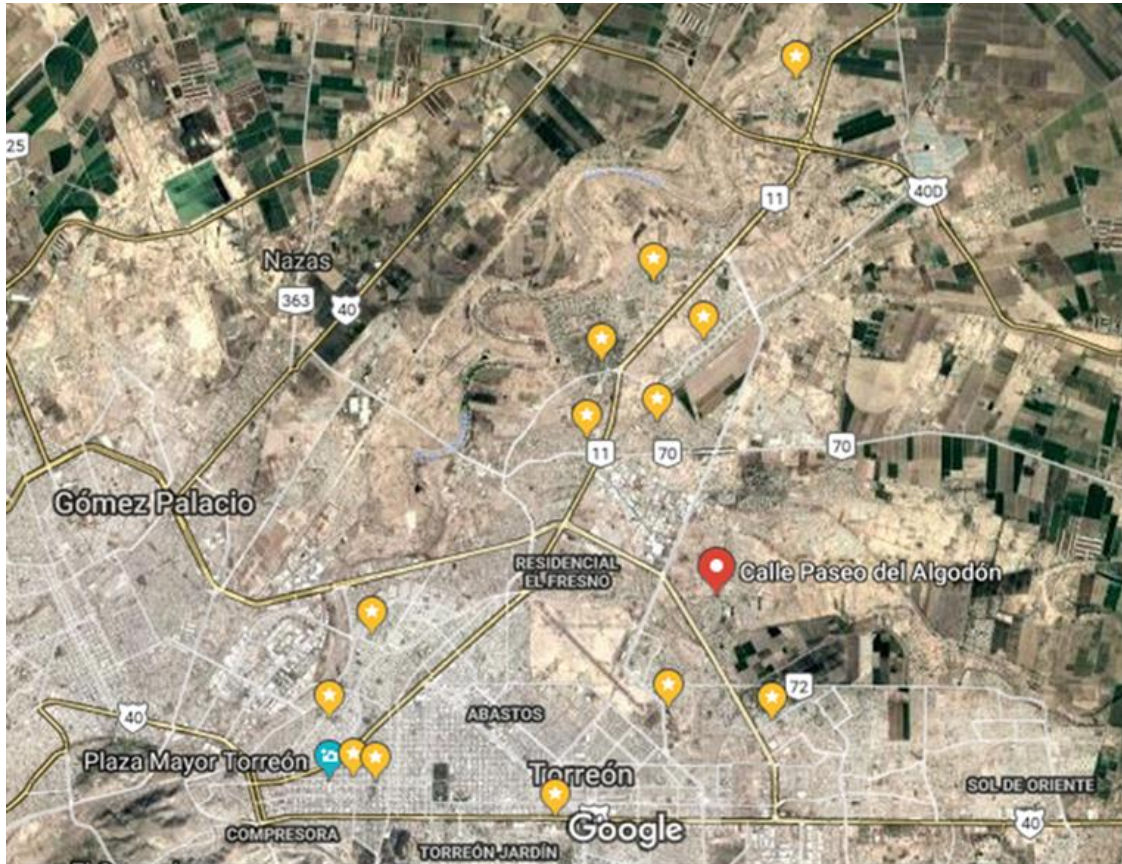 25
11
40D
Nazas
363
40
11
70
70
Gómez Palacio
RESIDENCIAL
EL FRESNO
Calle Paseo del Algodón
72
40
ABASTOS
Plaza Mayor Torreón
Torreón
SOL DE ORIENTE
Google
40
COMPRESORA
TORREÓN JARDÍN